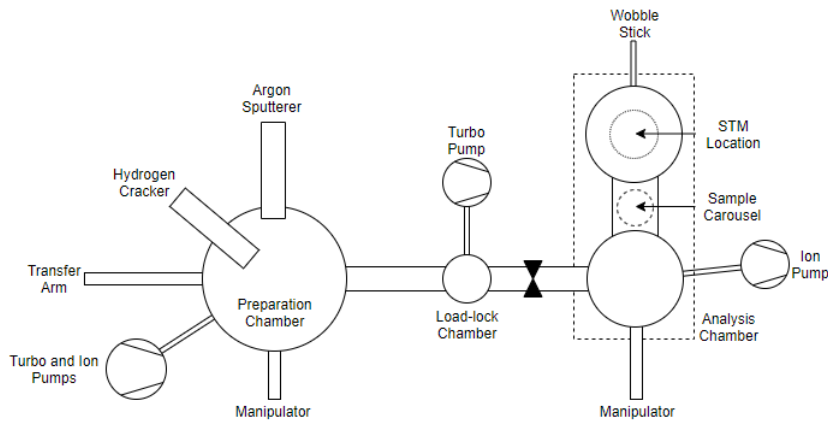 Wobble
Stick
Argon
Sputterer
Turbo
Pump
STM
Location
Hydrogen
Cracker
Sample
Carousel
Transfer
Arm
Ion
Pump
Preparation
Chamber
Load-lock
Chamber
Analysis
Chamber
Turbo and Ion
Pumps
Manipulator
Manipulator